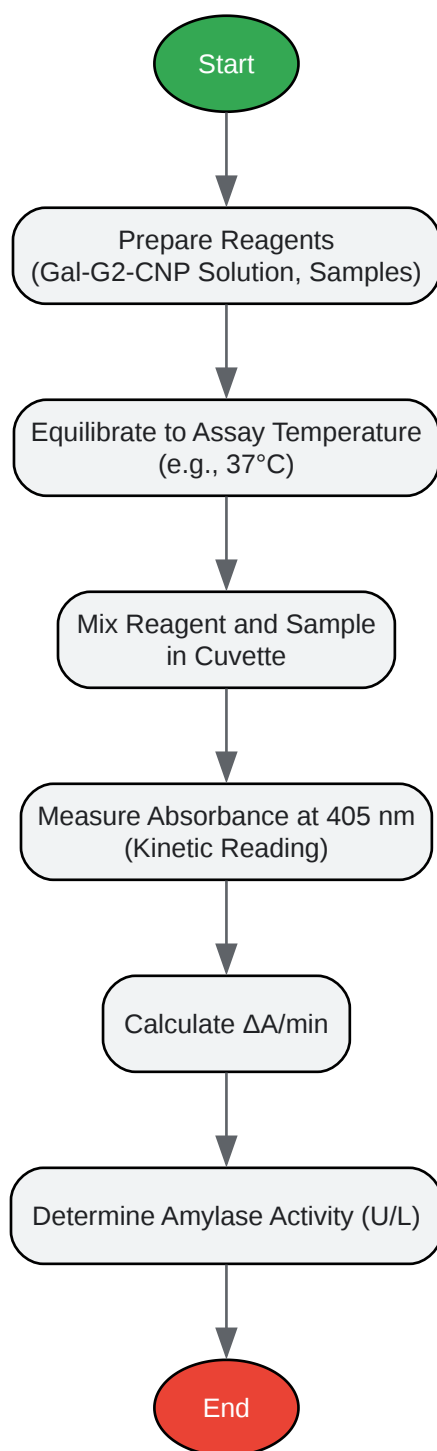 Start
Prepare Reagents
(Gal-G2-CNP Solution, Samples)
Equilibrate to Assay Temperature
(e.g., 37°C)
Mix Reagent and Sample
in Cuvette
Measure Absorbance at 405 nm
(Kinetic Reading)
Calculate ΔA/min
Determine Amylase Activity (U/L)
End